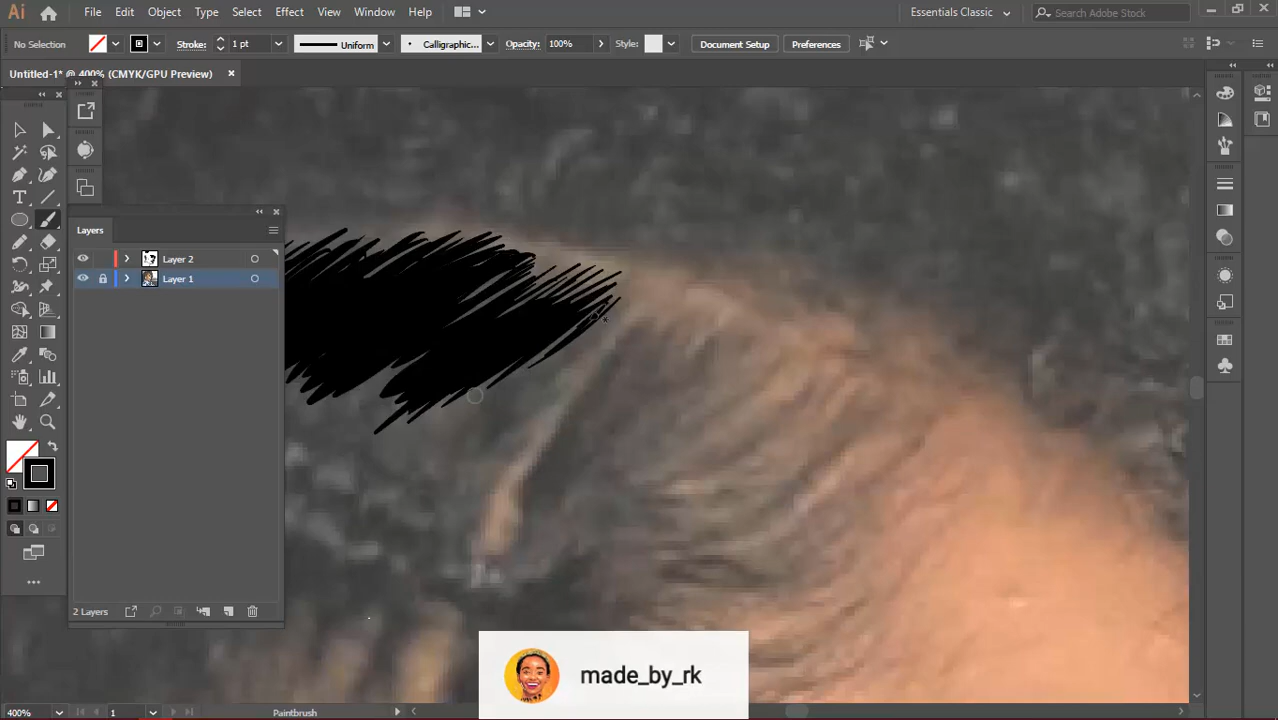 Ai File Edit Object Type Select Effect View Window Help Essentials Classic Search Adobe Stock
No Selection Stroke: 1 pt Uniform Calligraphic... Opacity: 100% Style: Document Setup Preferences
Untitled-1* @ 400% (CMYK/GPU Preview)
Layers
Layer 2
Layer 1
2 Layers
made_by_rk
400% 1 Paintbrush